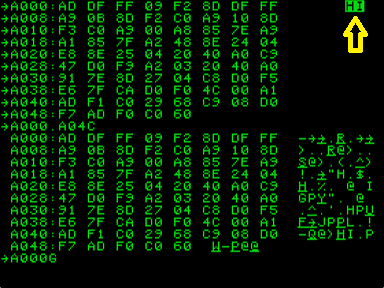 →A000:AD DF FF 09 F2 8D DF FF HI
→A008:A9 0B 8D F2 C0 A9 10 8D
→A010:F3 C0 A9 00 A8 85 7E A9
→A018:A1 85 7F A2 48 8E 24 04
→A020:E8 8E 25 04 20 40 A0 C9
→A028:47 D0 F9 A2 03 20 40 A0
→A030:91 7E 8D 27 04 C8 D0 F5
→A038:E6 7F CA D0 F0 4C 00 A1
→A040:AD F1 C0 29 68 C9 08 D0
→A048:F7 AD F0 C0 60
→A000.A04C
A000:AD DF FF 09 F2 8D DF FF
A008:A9 0B 8D F2 C0 A9 10 8D
A010:F3 C0 A9 00 A8 85 7E A9
A018:A1 85 7F A2 48 8E 24 04
A020:E8 8E 25 04 20 40 A0 C9
A028:47 D0 F9 A2 03 20 40 A0
A030:91 7E 8D 27 04 C8 D0 F5
A038:E6 7F CA D0 F0 4C 00 A1
A040:AD F1 C0 29 68 C9 08 D0
A048:F7 AD F0 C0 60 W-P@@
→A000G